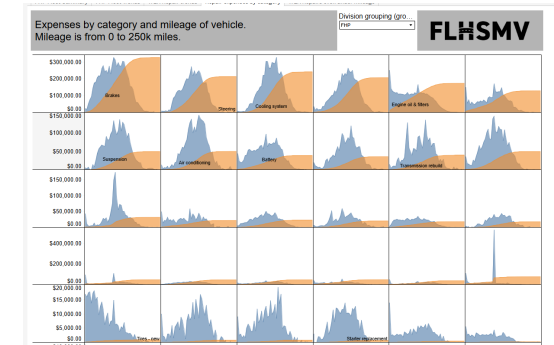 Expenses by category and mileage of vehicle.
Mileage is from 0 to 250k miles.
Division grouping (gro...
FHP
FLHSMV
$300,000.00
$200,000.00
$100,000.00
$0.00
Brakes
Steering
Cooling system
Engine oil & filters
$150,000.00
$100,000.00
$50,000.00
$0.00
Suspension
Air conditioning
Battery
Transmission rebuild
$150,000.00
$100,000.00
$50,000.00
$0.00
$400,000.00
$200,000.00
$0.00
$20,000.00
$15,000.00
$10,000.00
$5,000.00
$0.00
Tires - new
Starter replacement